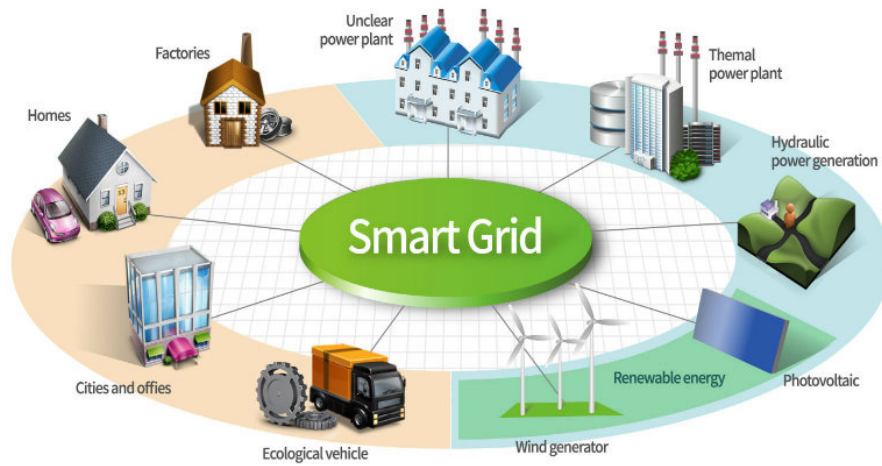 Unclear
power plant
Factories
Themal
power plant
Homes
Hydraulic
power generation
Smart Grid
Renewable energy
Photovoltaic
Cities and offies
Wind generator
Ecological vehicle